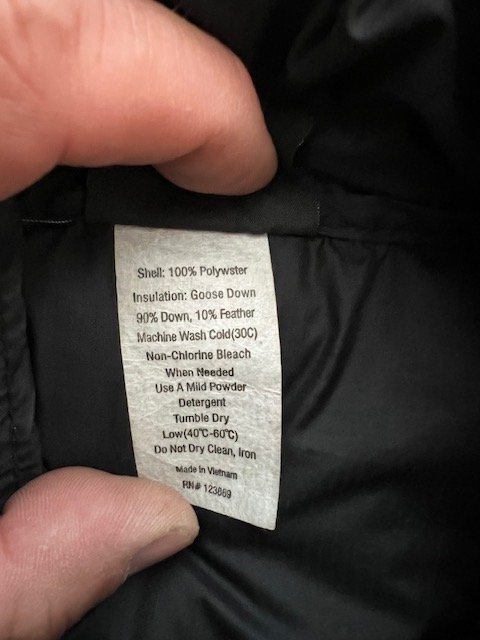 Shell: 100% Polywster
Insulation: Goose Down
90% Down, 10% Feather
Machine Wash Cold(30C)
Non-Chlorine Bleach
When Needed
Use A Mild Powder
Detergent
Tumble Dry
Low(40℃-60℃)
Do Not Dry Clean, Iron
Made in Vietnam
RN# 123889